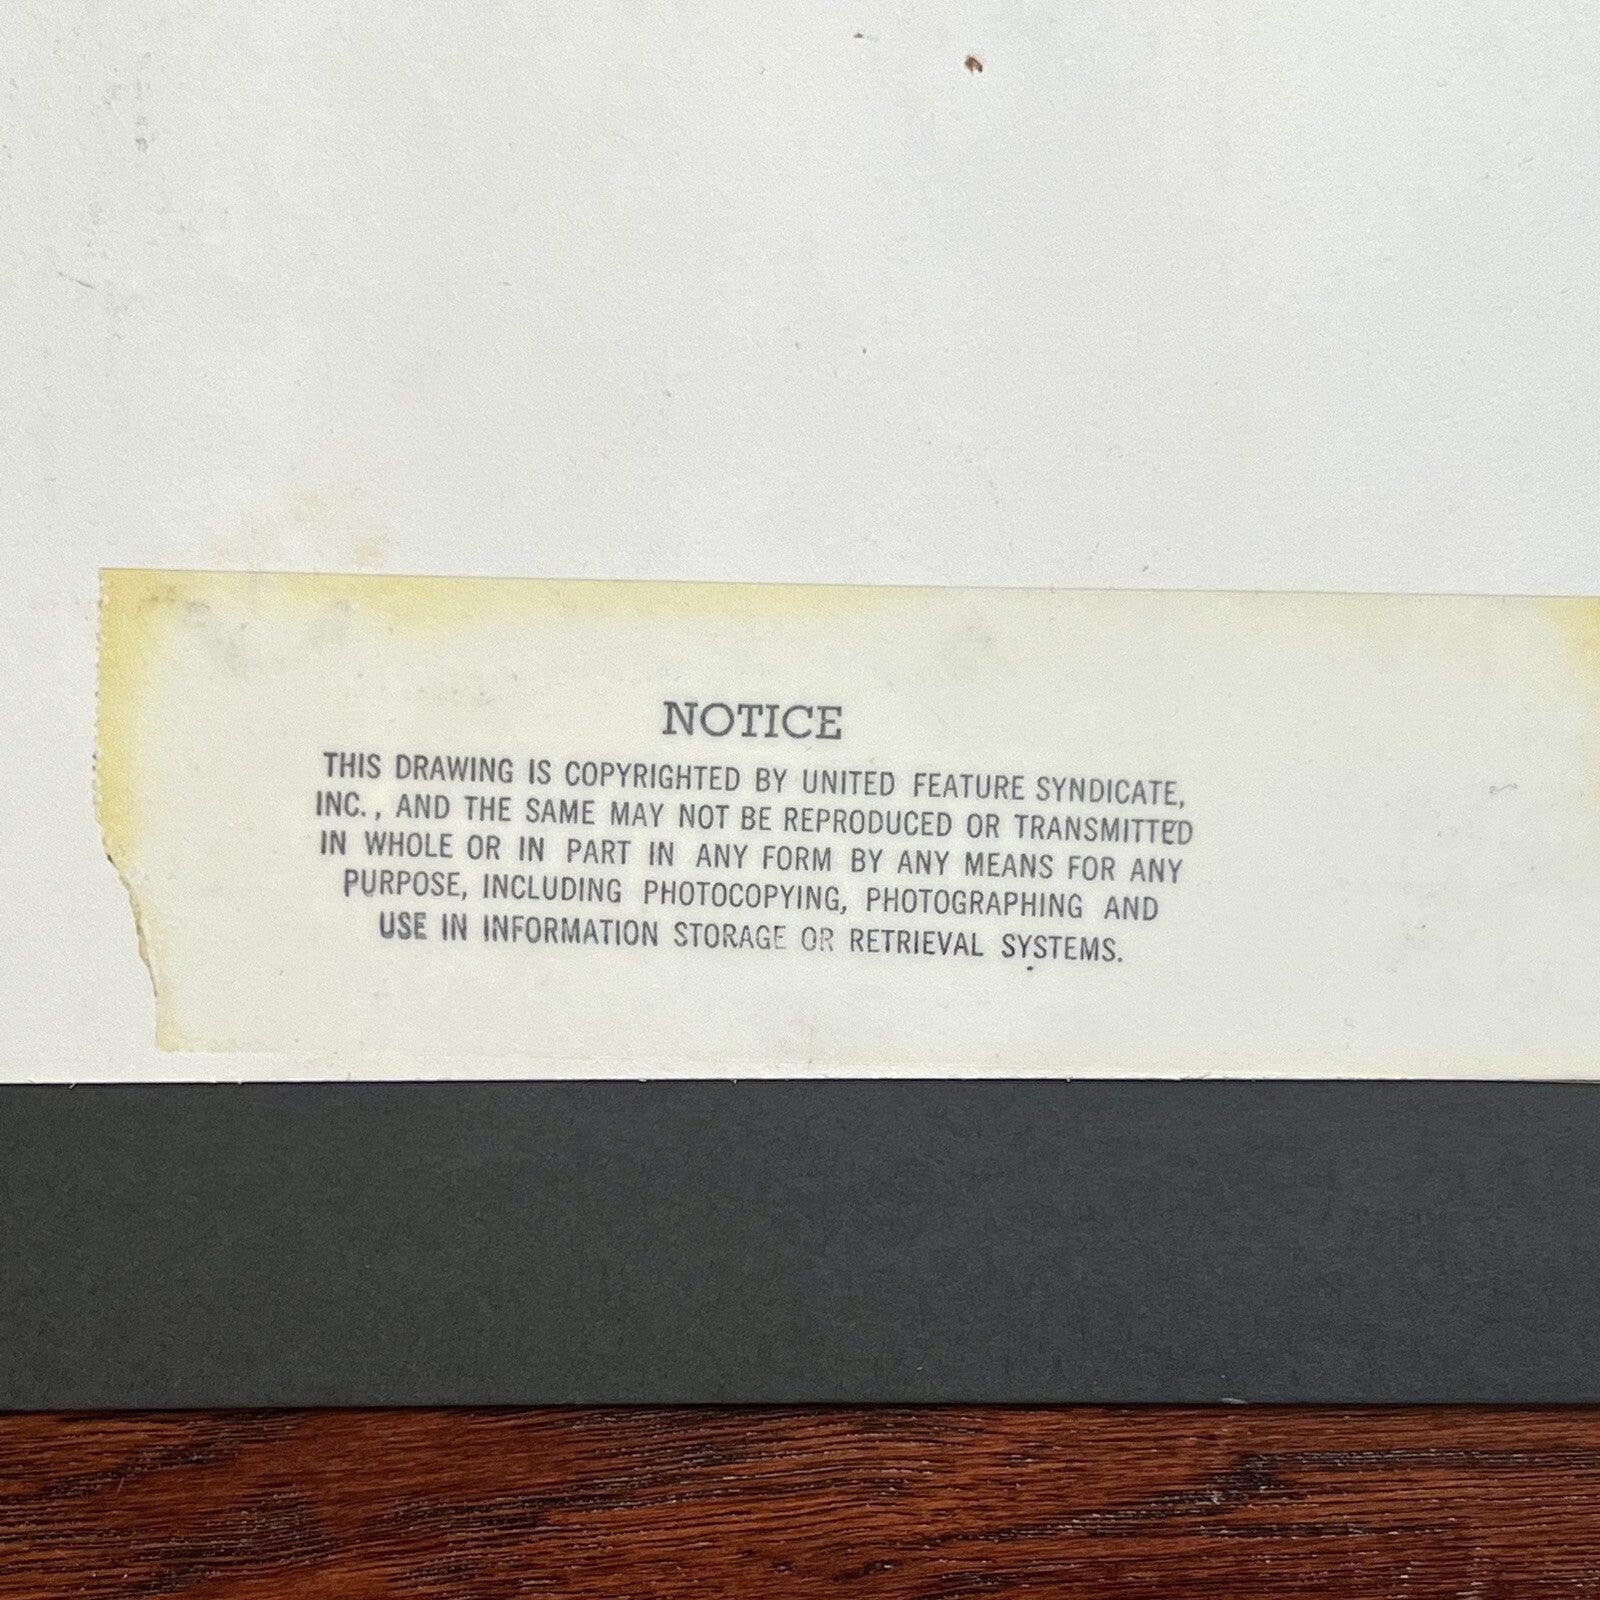 NOTICE
THIS DRAWING IS COPYRIGHTED BY UNITED FEATURE SYNDICATE,
INC., AND THE SAME MAY NOT BE REPRODUCED OR TRANSMITTED
IN WHOLE OR IN PART IN ANY FORM BY ANY MEANS FOR ANY
PURPOSE, INCLUDING PHOTOCOPYING, PHOTOGRAPHING AND
USE IN INFORMATION STORAGE OR RETRIEVAL SYSTEMS.